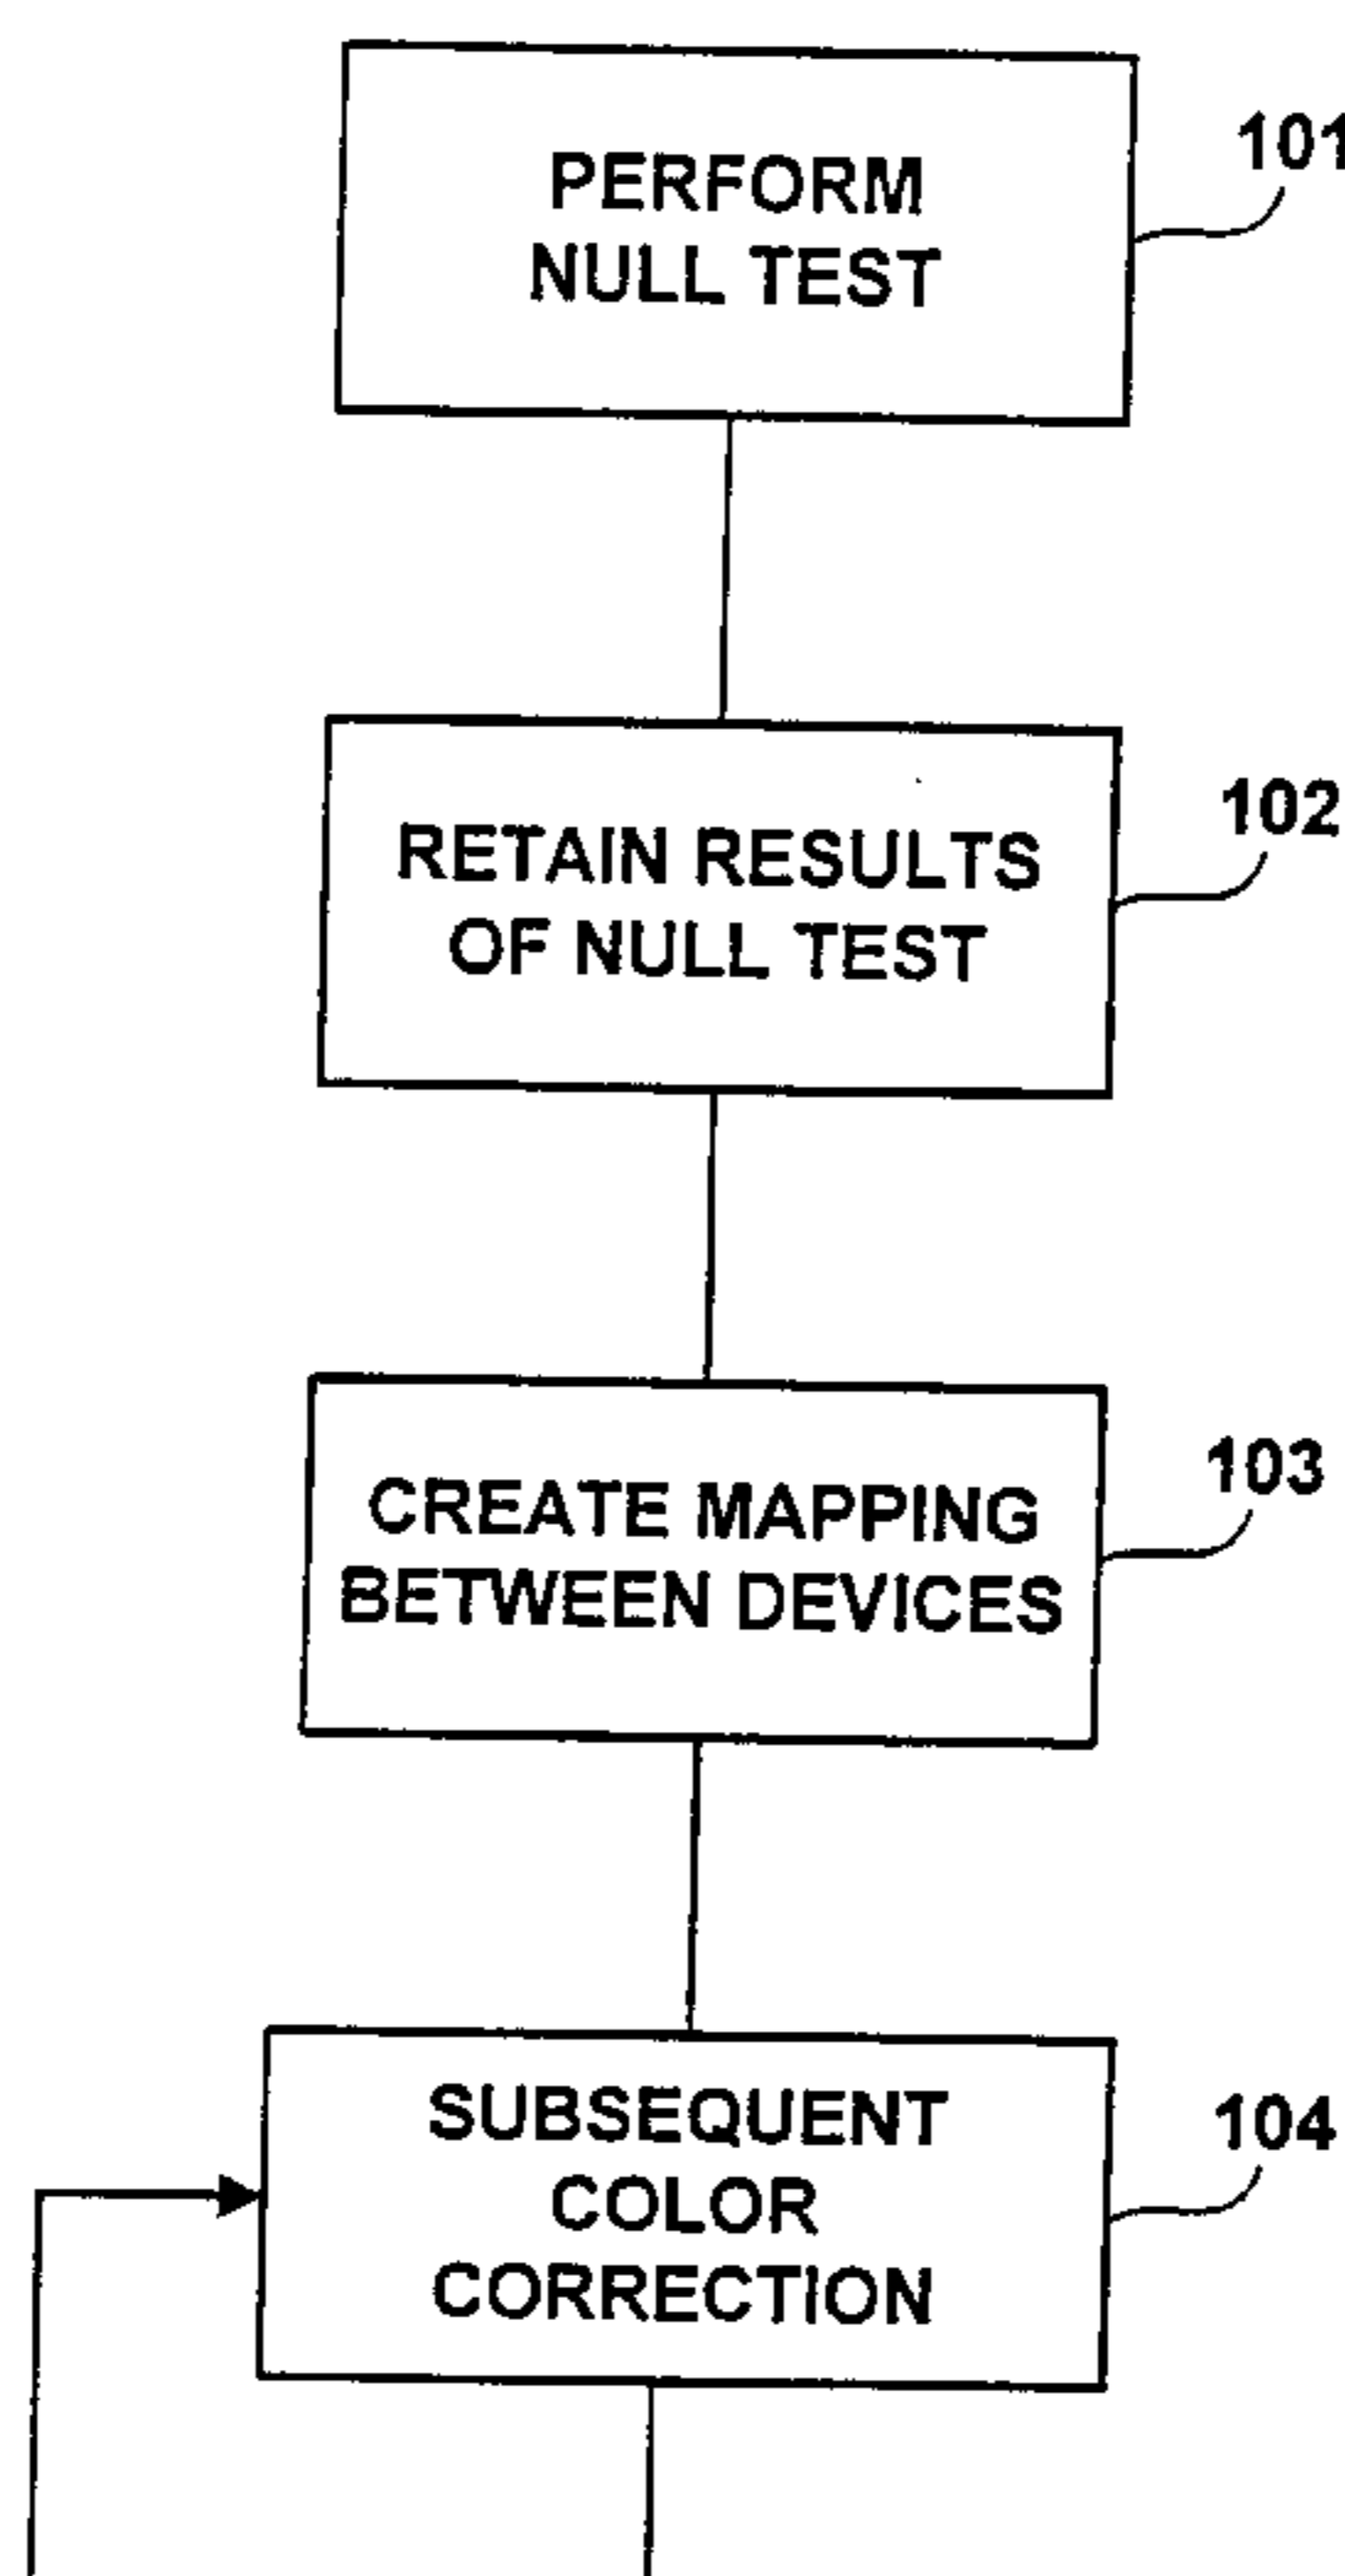 PERFORM
NULL TEST
101
RETAIN RESULTS
OF NULL TEST
102
CREATE MAPPING
BETWEEN DEVICES
103
SUBSEQUENT
COLOR
CORRECTION
104